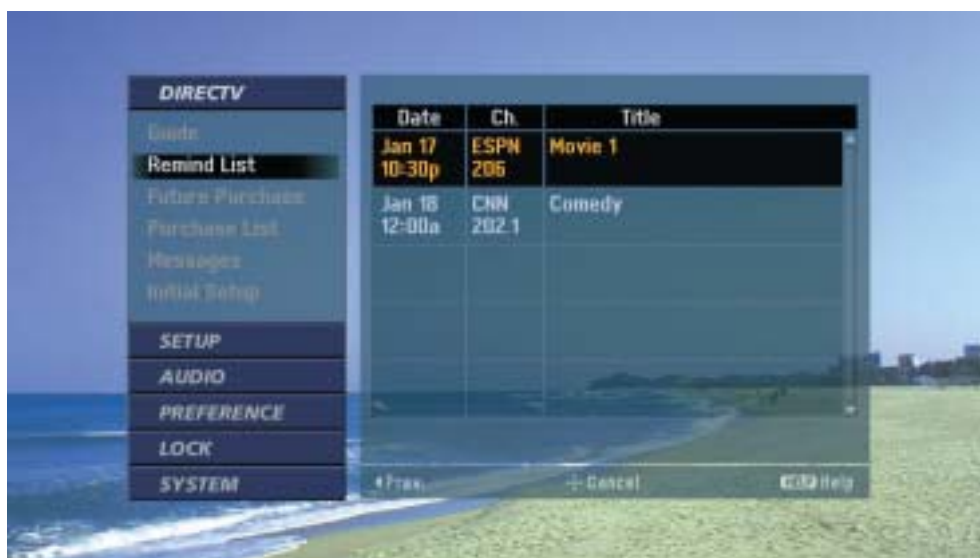 DIRECTV
Guide
Remind List
Future Purchase
Purchase List
Messages
Initial Setup
SETUP
AUDIO
PREFERENCE
LOCK
SYSTEM
Date Ch. Title
Jan 17 ESPN Movie 1
10:30p 206
Jan 18 CNN Comedy
12:00a 202.1
Prev. Cancel Help